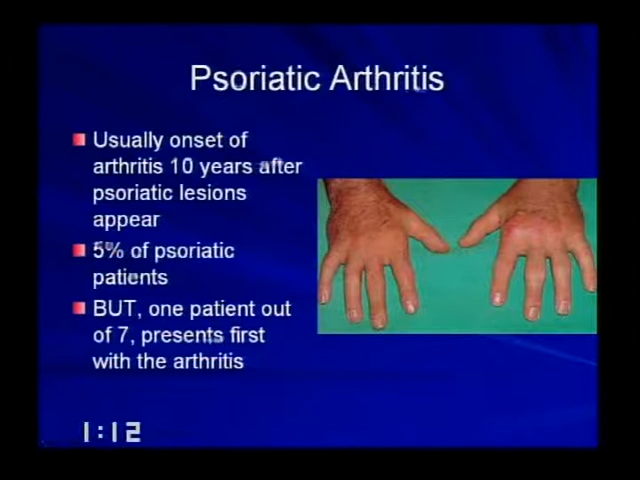 Psoriatic Arthritis
Usually onset of
arthritis 10 years after
psoriatic lesions
appear
5% of psoriatic
patients
BUT, one patient out
of 7, presents first
with the arthritis
1:12